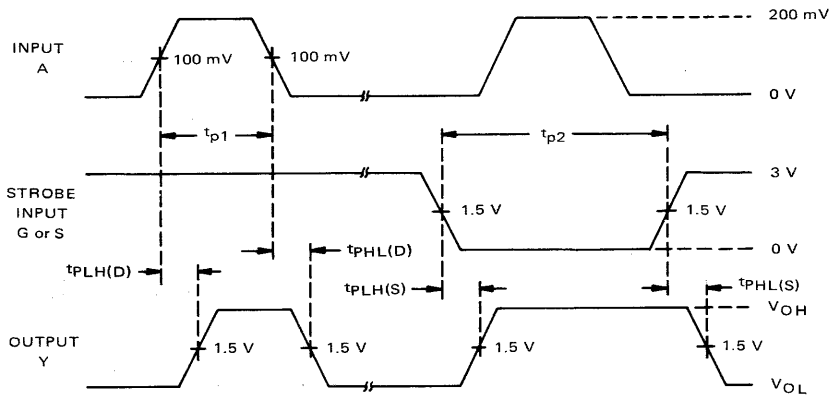 200 mV
INPUT
A
100 mV
100 mV
0 V
tp1
tp2
3 V
STROBE
INPUT
G or S
1.5 V
1.5 V
0 V
tPLH(D)
tPHL(D)
tPLH(S)
tPHL(S)
VOH
OUTPUT
Y
1.5 V
1.5 V
1.5 V
1.5 V
VOL